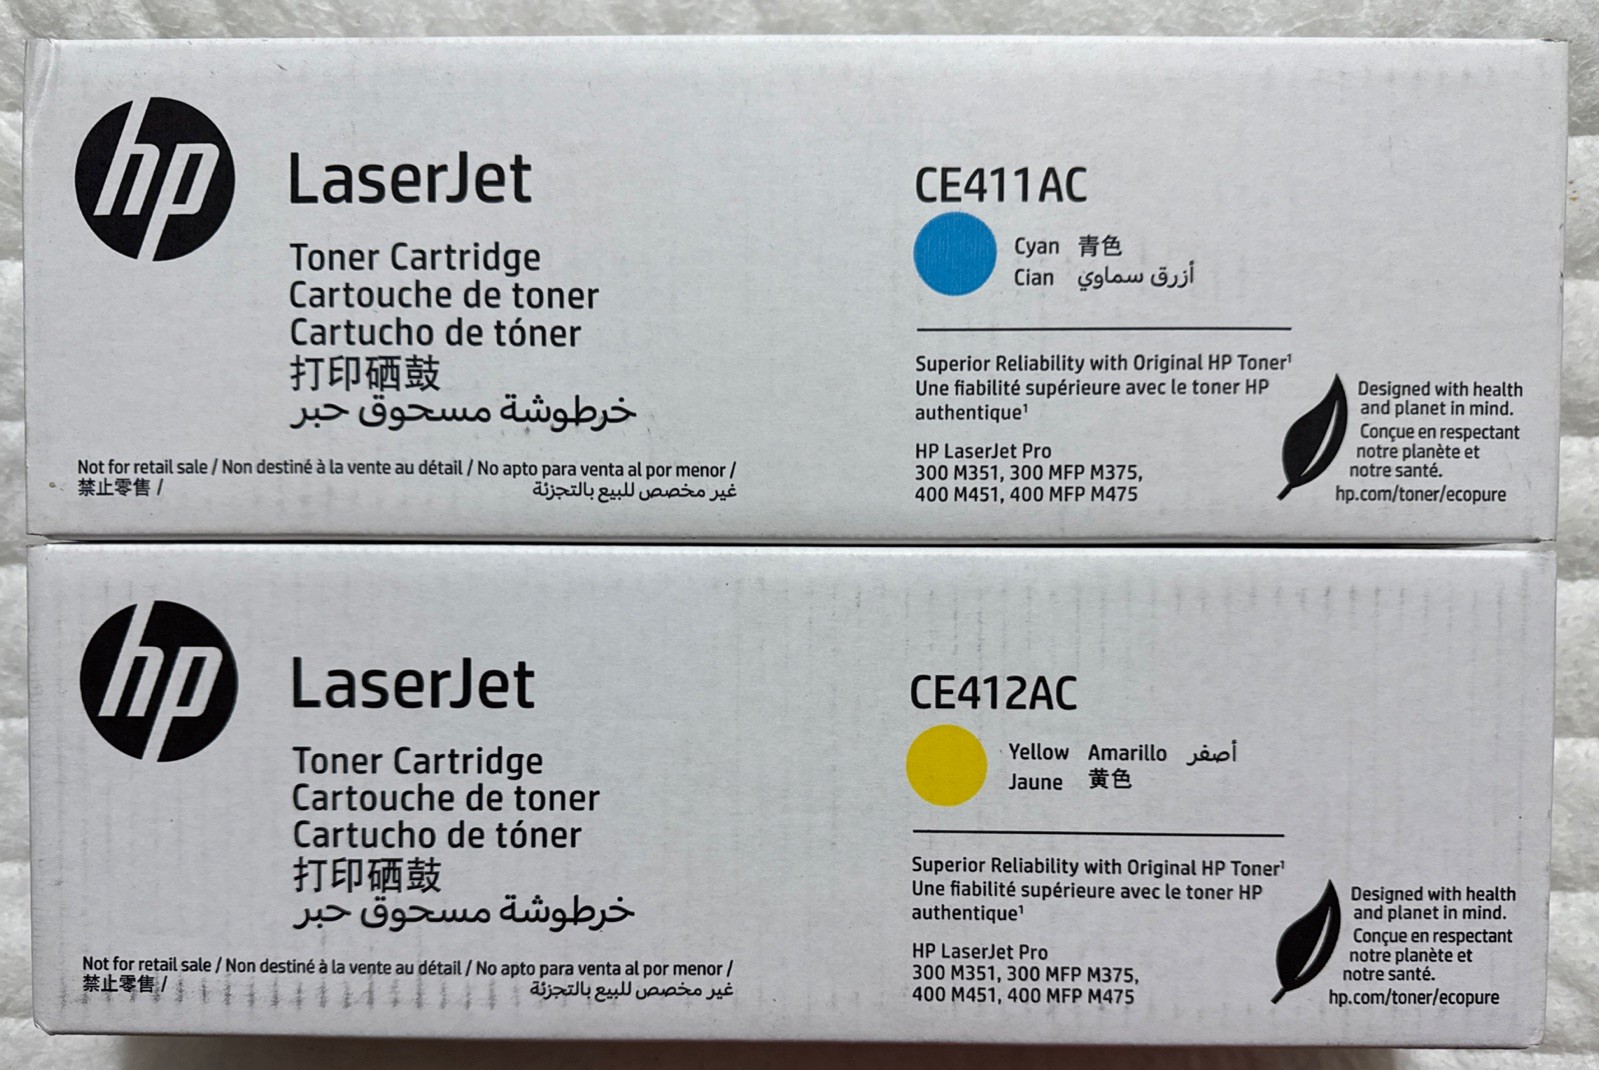 hp
LaserJet
Toner Cartridge
Cartouche de toner
Cartucho de tóner
打印硒鼓
خرطوشة مسحوق حبر
Not for retail sale / Non destiné à la vente au détail / No apto para venta al por menor /
禁止零售 / غير مخصص للبيع بالتجزئة
CE411AC
Cyan 青色
Cian أزرق سماوي
Superior Reliability with Original HP Toner¹
Une fiabilité supérieure avec le toner HP
authentique¹
HP LaserJet Pro
300 M351, 300 MFP M375,
400 M451, 400 MFP M475
Designed with health
and planet in mind.
Conçue en respectant
notre planète et
notre santé.
hp.com/toner/ecopure
hp
LaserJet
Toner Cartridge
Cartouche de toner
Cartucho de tóner
打印硒鼓
خرطوشة مسحوق حبر
Not for retail sale / Non destiné à la vente au détail / No apto para venta al por menor /
禁止零售 / غير مخصص للبيع بالتجزئة
CE412AC
Yellow Amarillo أصفر
Jaune 黄色
Superior Reliability with Original HP Toner¹
Une fiabilité supérieure avec le toner HP
authentique¹
HP LaserJet Pro
300 M351, 300 MFP M375,
400 M451, 400 MFP M475
Designed with health
and planet in mind.
Conçue en respectant
notre planète et
notre santé.
hp.com/toner/ecopure